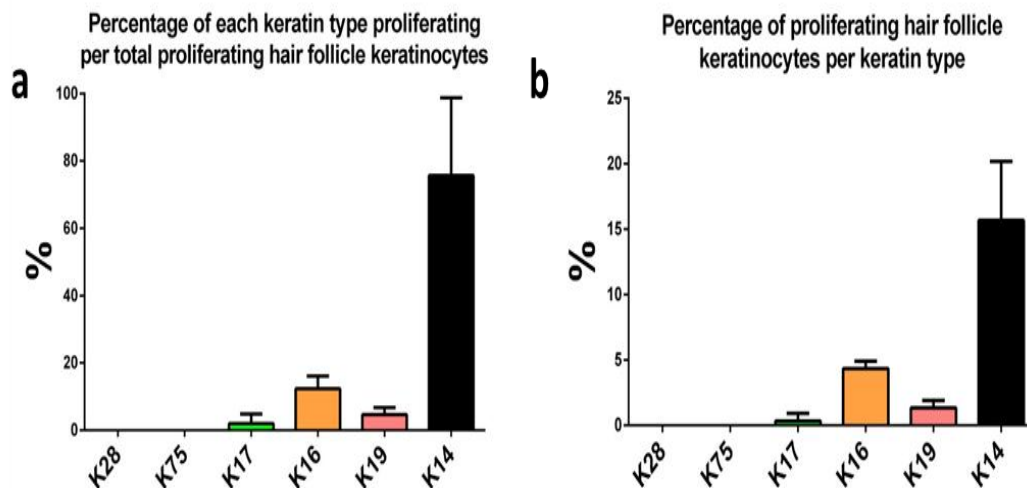 Percentage of each keratin type proliferating
per total proliferating hair follicle keratinocytes
a
100
80
60
40
20
0
%
K28
K75
K17
K16
K19
K14
Percentage of proliferating hair follicle
keratinocytes per keratin type
b
25
20
15
10
5
0
%
K28
K75
K17
K16
K19
K14